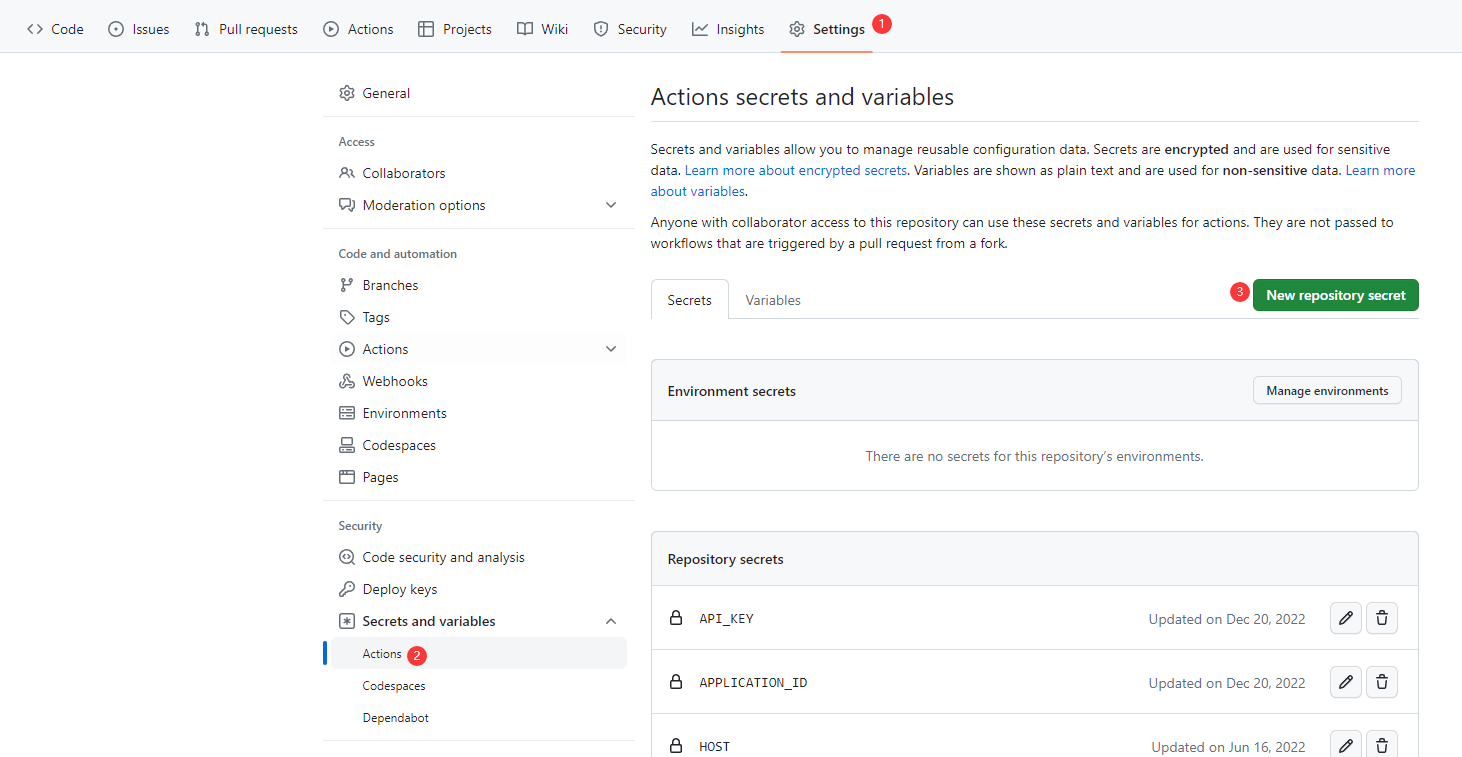 Code Issues Pull requests Actions Projects Wiki Security Insights Settings 1
General
Access
Collaborators
Moderation options
Code and automation
Branches
Tags
Actions
Webhooks
Environments
Codespaces
Pages
Security
Code security and analysis
Deploy keys
Secrets and variables
Actions 2
Codespaces
Dependabot
Actions secrets and variables
Secrets and variables allow you to manage reusable configuration data. Secrets are encrypted and are used for sensitive
data. Learn more about encrypted secrets. Variables are shown as plain text and are used for non-sensitive data. Learn more
about variables.
Anyone with collaborator access to this repository can use these secrets and variables for actions. They are not passed to
workflows that are triggered by a pull request from a fork.
Secrets Variables 3 New repository secret
Environment secrets Manage environments
There are no secrets for this repository's environments.
Repository secrets
API_KEY Updated on Dec 20, 2022
APPLICATION_ID Updated on Dec 20, 2022
HOST Updated on Jun 16, 2022